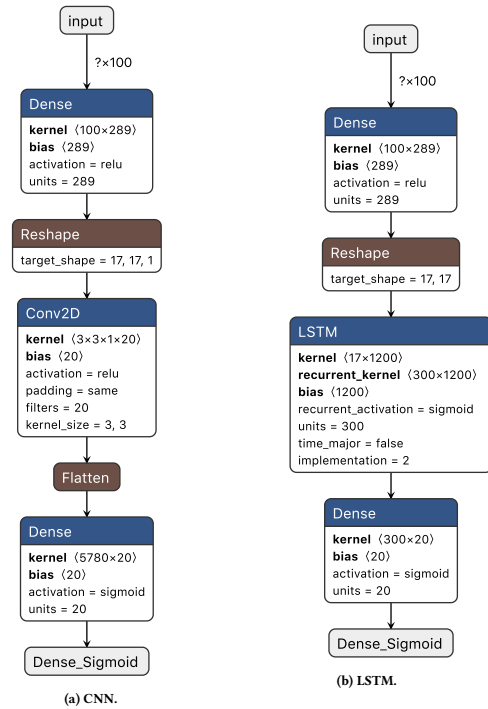 input
?×100
Dense
kernel ⟨100×289⟩
bias ⟨289⟩
activation = relu
units = 289
Reshape
target_shape = 17, 17, 1
Conv2D
kernel ⟨3×3×1×20⟩
bias ⟨20⟩
activation = relu
padding = same
filters = 20
kernel_size = 3, 3
Flatten
Dense
kernel ⟨5780×20⟩
bias ⟨20⟩
activation = sigmoid
units = 20
Dense_Sigmoid
(a) CNN.
input
?×100
Dense
kernel ⟨100×289⟩
bias ⟨289⟩
activation = relu
units = 289
Reshape
target_shape = 17, 17
LSTM
kernel ⟨17×1200⟩
recurrent_kernel ⟨300×1200⟩
bias ⟨1200⟩
recurrent_activation = sigmoid
units = 300
time_major = false
implementation = 2
Dense
kernel ⟨300×20⟩
bias ⟨20⟩
activation = sigmoid
units = 20
Dense_Sigmoid
(b) LSTM.